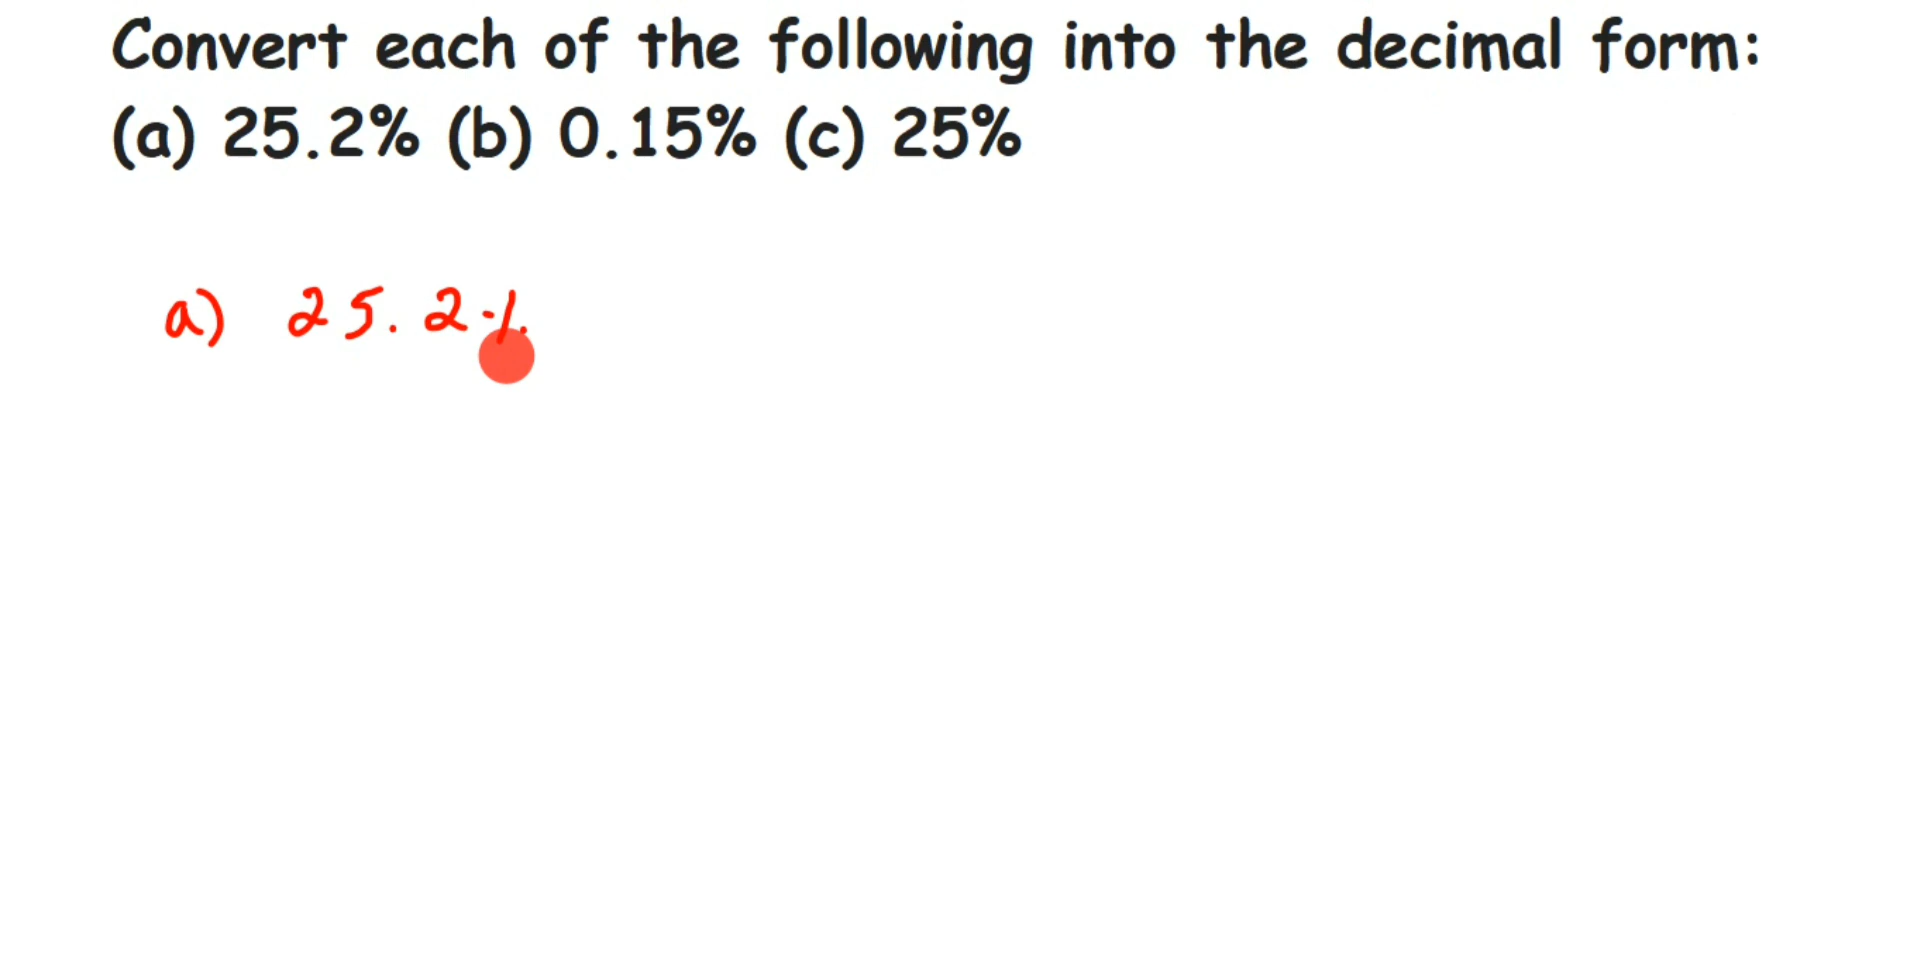 Convert each of the following into the decimal form:
(a) 25.2% (b) 0.15% (c) 25%
a) 25.2%